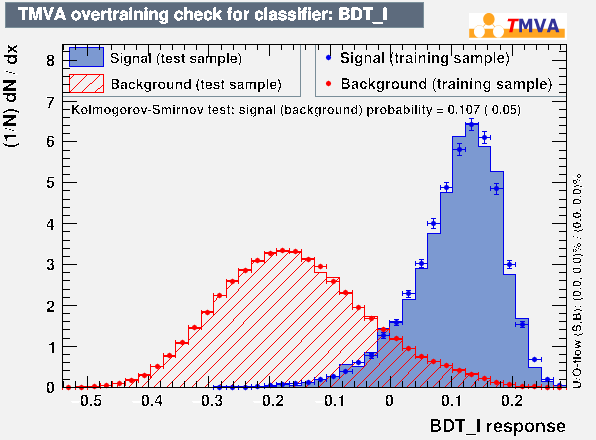 TMVA overtraining check for classifier: BDT_I
TMVA
Signal (test sample)
Background (test sample)
Signal (training sample)
Background (training sample)
Kolmogorov-Smirnov test: signal (background) probability = 0.107 ( 0.05)
(1/N) dN / dx
8
7
6
5
4
3
2
1
0
-0.5 -0.4 -0.3 -0.2 -0.1 0 0.1 0.2
BDT_I response
U/O-flow (S,B): (0.0, 0.0)% / (0.0, 0.0)%